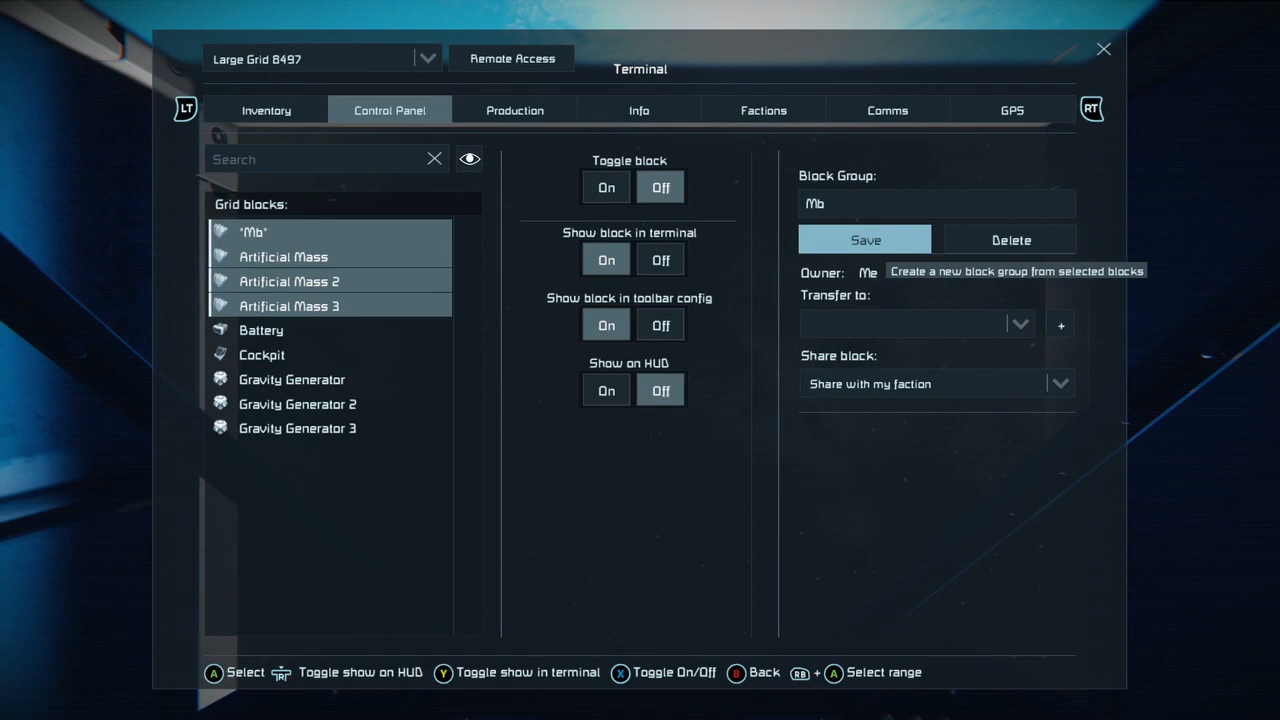 Large Grid 8497
Remote Access
Terminal
LT
Inventory
Control Panel
Production
Info
Factions
Comms
GPS
RT
Search
Grid blocks:
*Mb*
Artificial Mass
Artificial Mass 2
Artificial Mass 3
Battery
Cockpit
Gravity Generator
Gravity Generator 2
Gravity Generator 3
Toggle block
On Off
Show block in terminal
On Off
Show block in toolbar config
On Off
Show on HUD
On Off
Block Group:
Mb
Save
Delete
Owner: Me
Create a new block group from selected blocks
Transfer to:
+
Share block:
Share with my faction
A Select R Toggle show on HUD Y Toggle show in terminal X Toggle On/Off B Back RB + A Select range